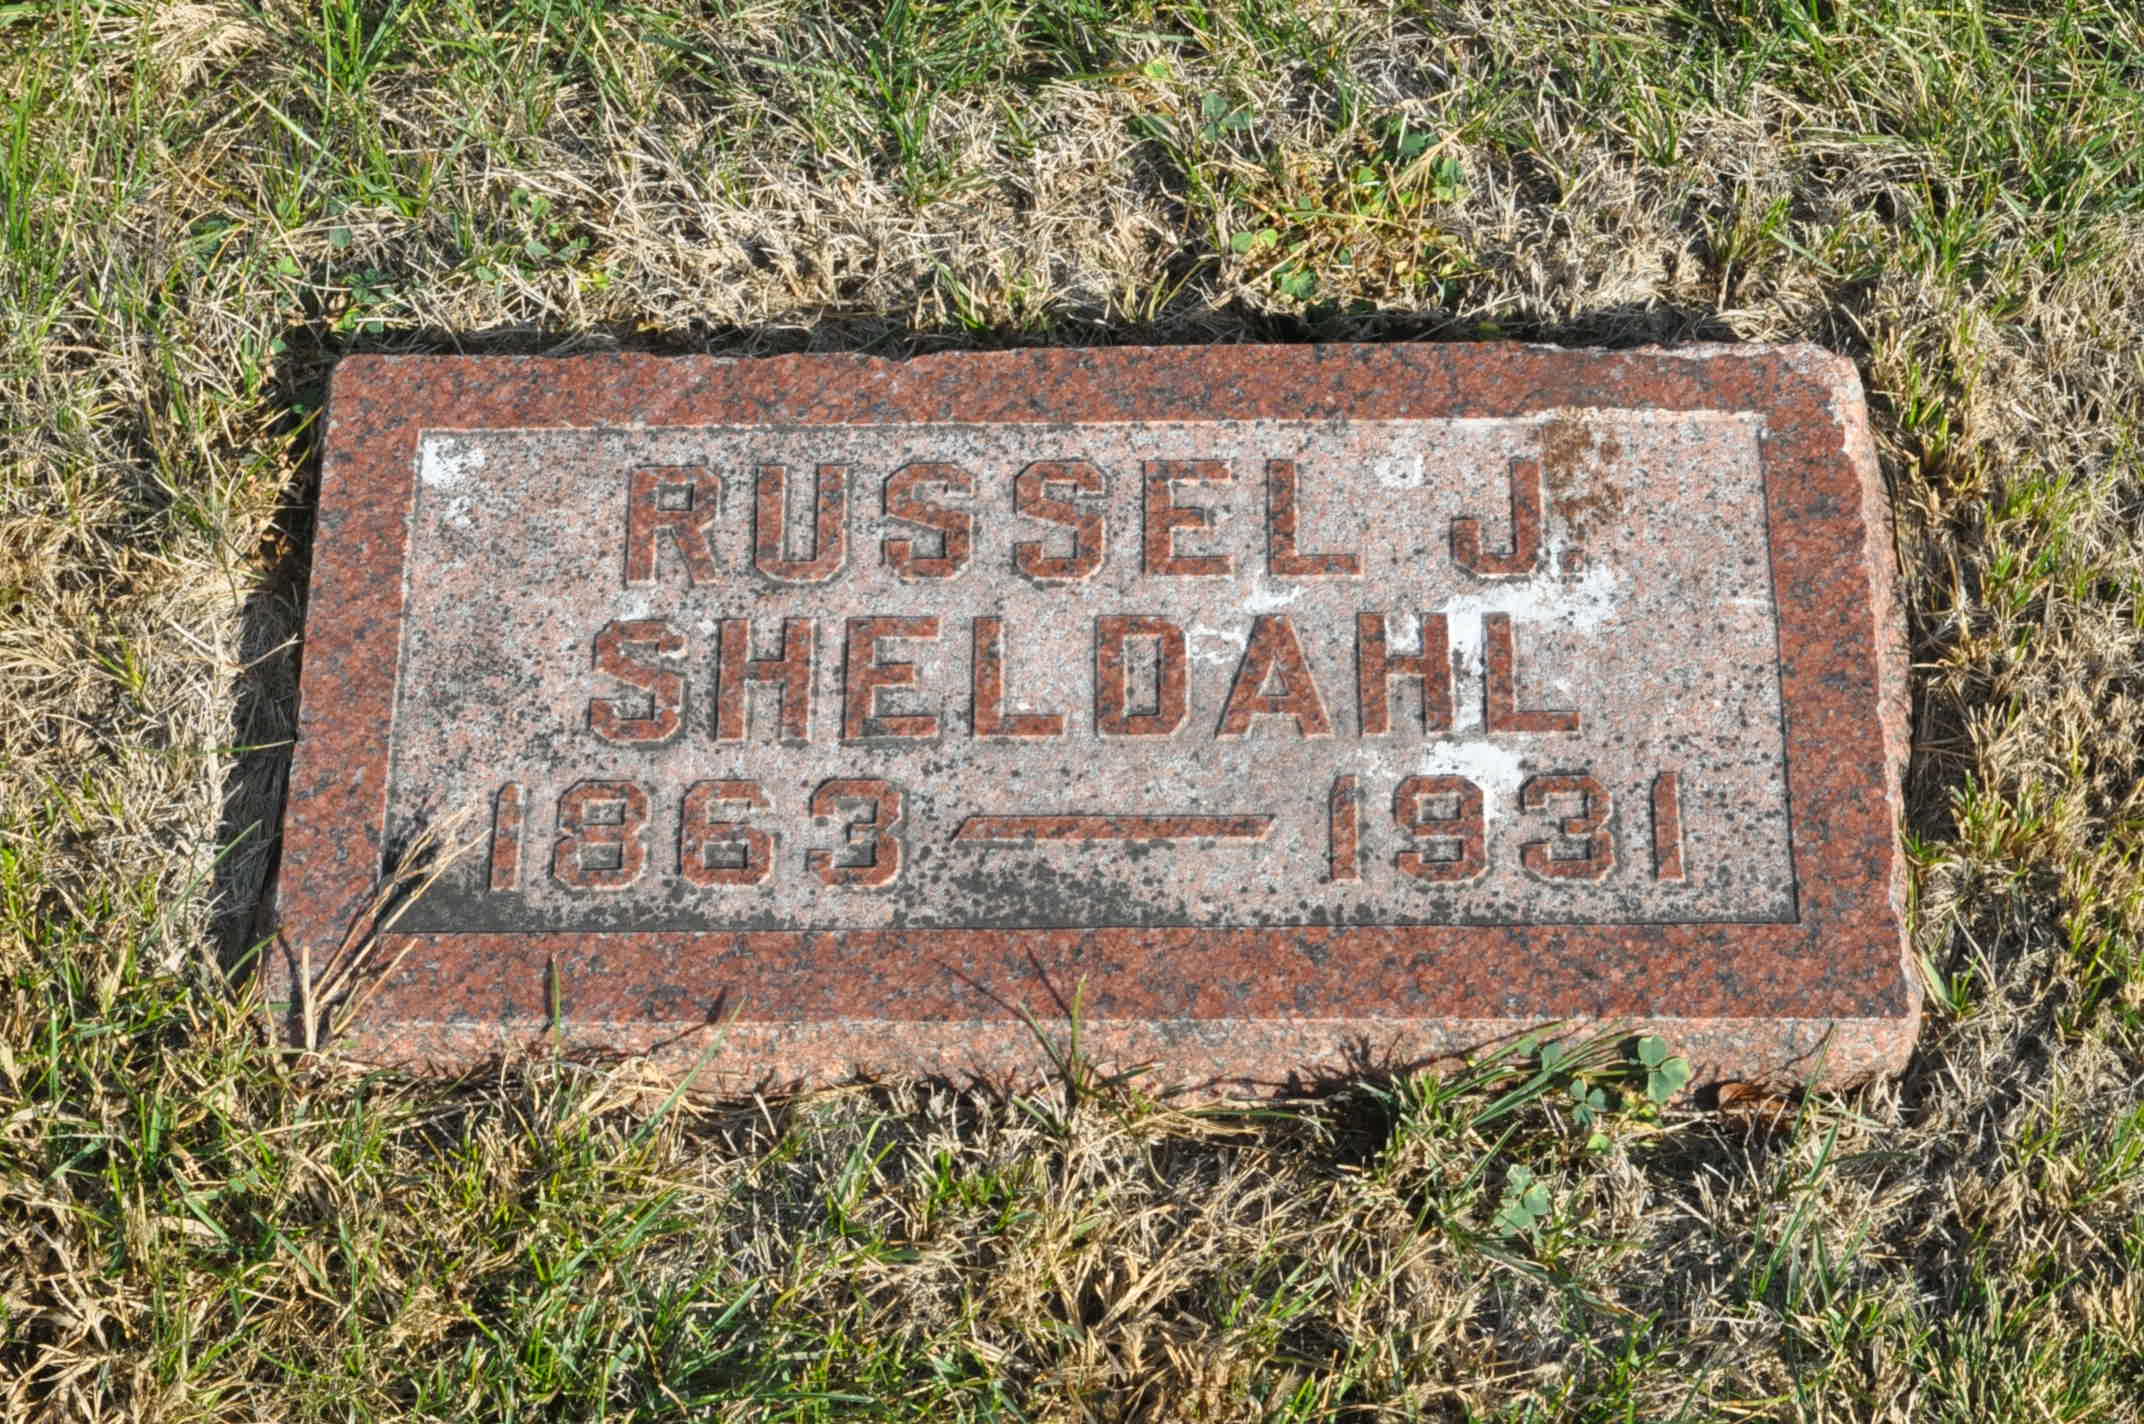 RUSSEL J.
SHELDAHL
1863 — 1931